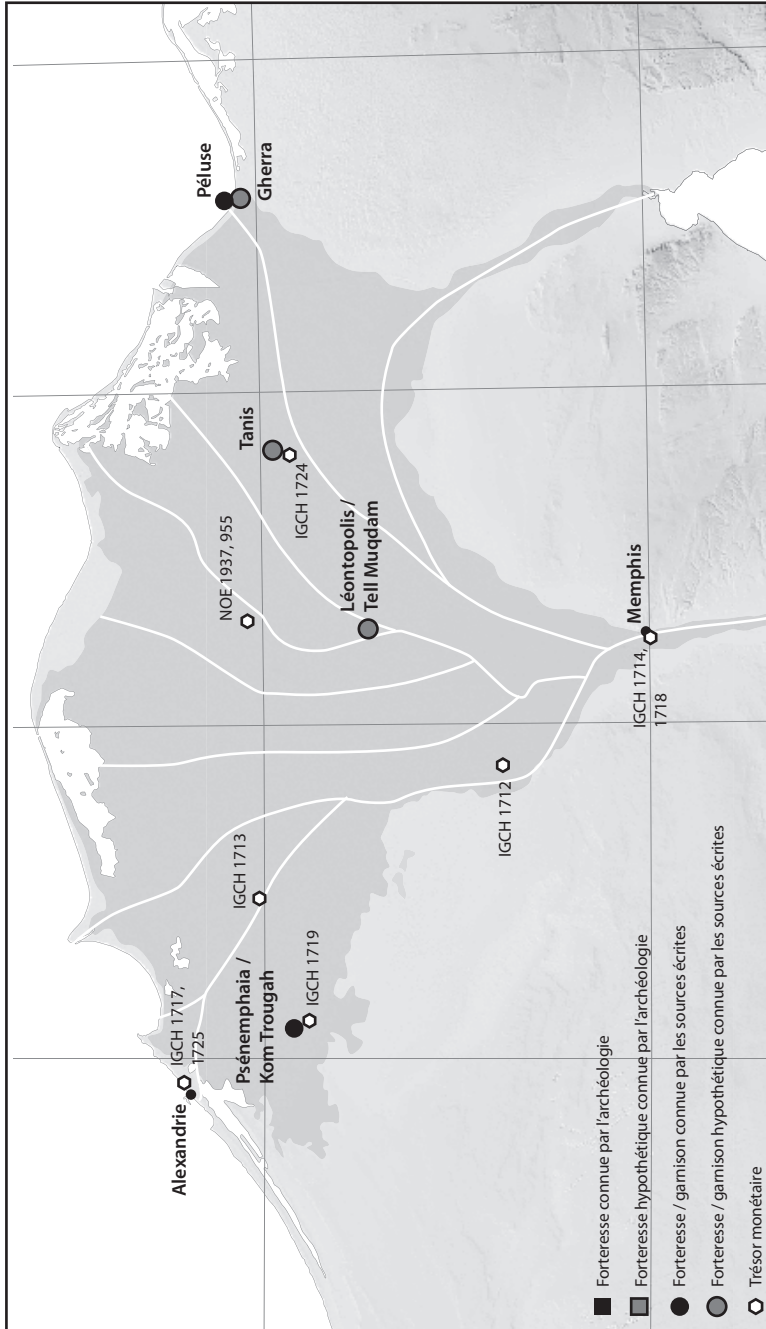 Péluse
Gherra
Tanis
IGCH 1724
NOE 1937, 955
Léontopolis /
Tell Muqdam
Memphis
IGCH 1714,
1718
IGCH 1712
IGCH 1713
Psénemphaia /
Kom Trougah
IGCH 1719
IGCH 1717,
1725
Alexandrie
Forteresse connue par l'archéologie
Forteresse hypothétique connue par l'archéologie
Forteresse / garnison connue par les sources écrites
Forteresse / garnison hypothétique connue par les sources écrites
Trésor monétaire